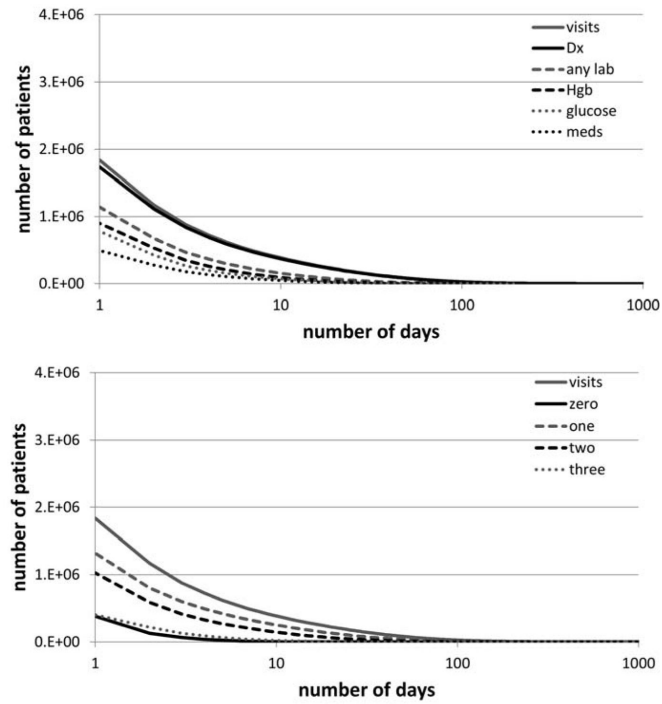 4.E+06
3.E+06
2.E+06
1.E+06
0.E+00
number of patients
visits
Dx
any lab
Hgb
glucose
meds
1
10
100
1000
number of days
4.E+06
3.E+06
2.E+06
1.E+06
0.E+00
number of patients
visits
zero
one
two
three
1
10
100
1000
number of days